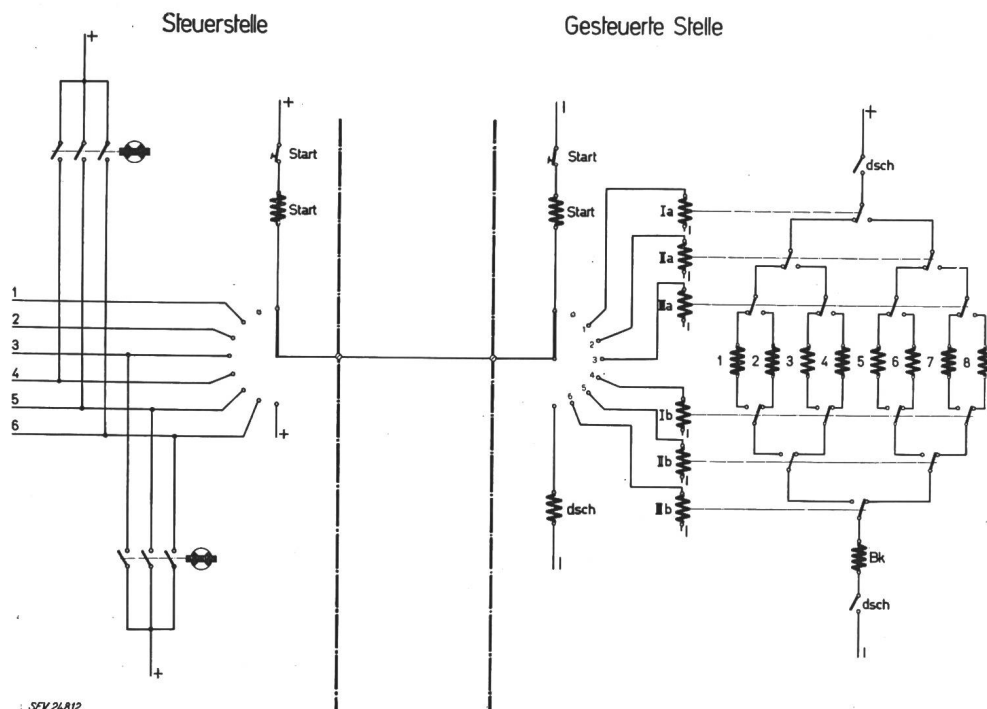 Steuerstelle
Gesteuerte Stelle
+
+
+
Start
Start
dsch
Start
Start
Ia
IIa
IIIa
1
2
3
4
5
6
1
2
3
4
5
6
1 2 3 4 5 6 7 8
Ib
IIb
IIIb
+
dsch
Bk
dsch
+
SEV 24812